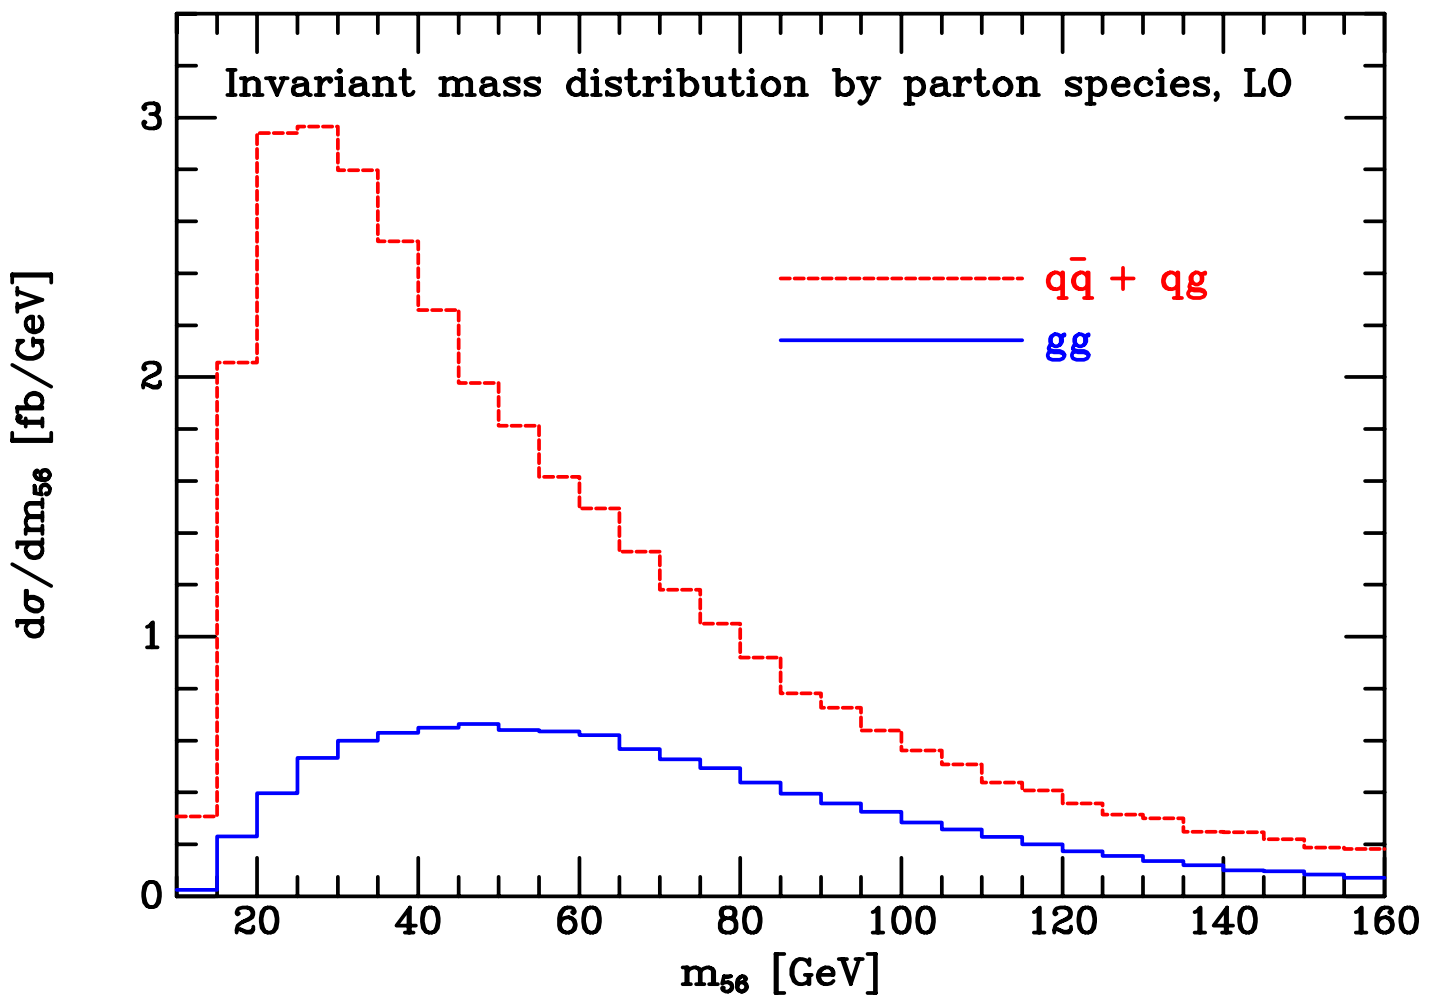 Invariant mass distribution by parton species, LO
3
2
1
0
dσ/dm₅₆ [fb/GeV]
qq̄ + qg
gg
20 40 60 80 100 120 140 160
m₅₆ [GeV]